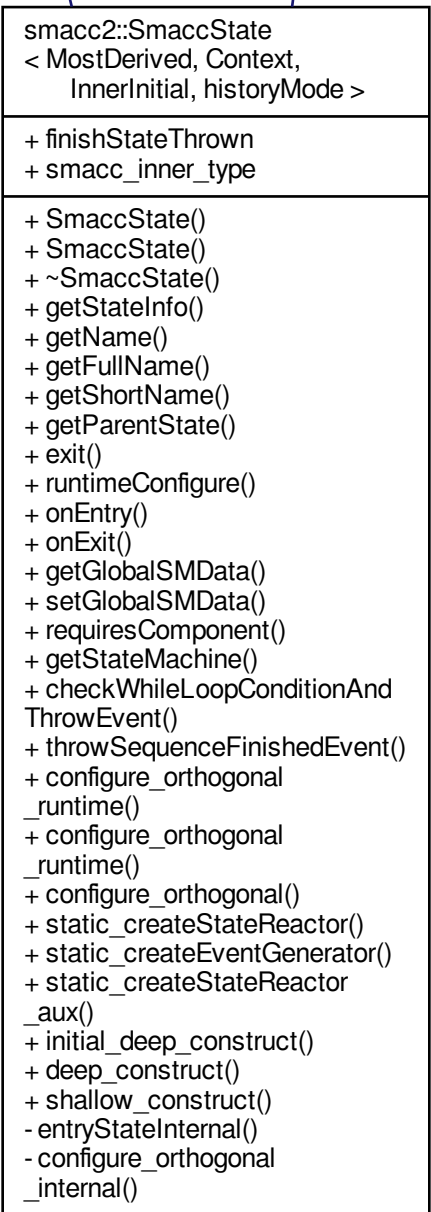 smacc2::SmaccState
< MostDerived, Context,
InnerInitial, historyMode >
+ finishStateThrown
+ smacc_inner_type
+ SmaccState()
+ SmaccState()
+ ~SmaccState()
+ getStateInfo()
+ getName()
+ getFullName()
+ getShortName()
+ getParentState()
+ exit()
+ runtimeConfigure()
+ onEntry()
+ onExit()
+ getGlobalSMData()
+ setGlobalSMData()
+ requiresComponent()
+ getStateMachine()
+ checkWhileLoopConditionAnd
ThrowEvent()
+ throwSequenceFinishedEvent()
+ configure_orthogonal
_runtime()
+ configure_orthogonal
_runtime()
+ configure_orthogonal()
+ static_createStateReactor()
+ static_createEventGenerator()
+ static_createStateReactor
_aux()
+ initial_deep_construct()
+ deep_construct()
+ shallow_construct()
- entryStateInternal()
- configure_orthogonal
_internal()